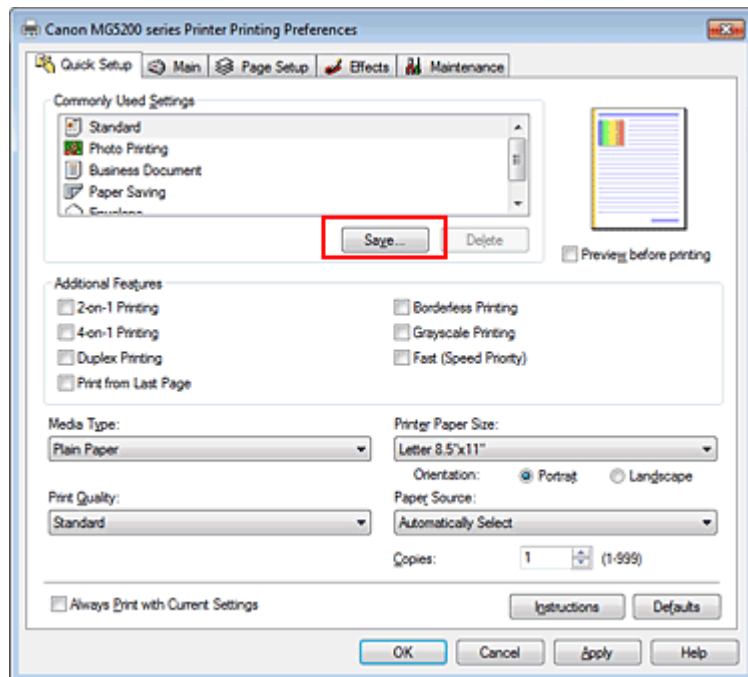 Canon MG5200 series Printer Printing Preferences
Quick Setup Main Page Setup Effects Maintenance
Commonly Used Settings
Standard
Photo Printing
Business Document
Paper Saving
Envelope
Save... Delete
Preview before printing
Additional Features
2-on-1 Printing Borderless Printing
4-on-1 Printing Grayscale Printing
Duplex Printing Fast (Speed Priority)
Print from Last Page
Media Type: Printer Paper Size:
Plain Paper Letter 8.5"x11"
Orientation: Portrait Landscape
Print Quality: Paper Source:
Standard Automatically Select
Copies: 1 (1-999)
Always Print with Current Settings Instructions Defaults
OK Cancel Apply Help